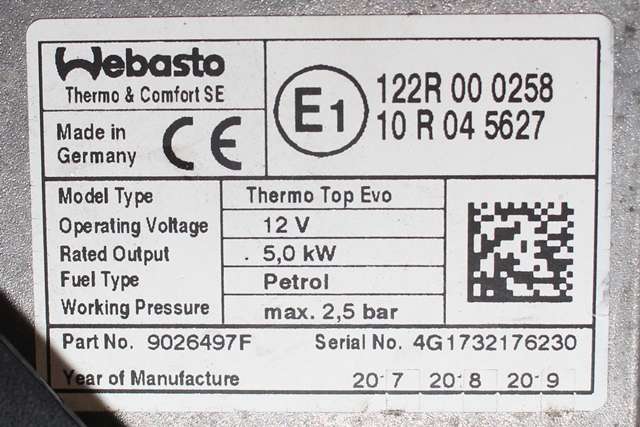 Webasto
Thermo & Comfort SE
Made in
Germany
CE
E1
122R 00 0258
10 R 04 5627
Model Type Thermo Top Evo
Operating Voltage 12 V
Rated Output 5,0 kW
Fuel Type Petrol
Working Pressure max. 2,5 bar
Part No. 9026497F Serial No. 4G1732176230
Year of Manufacture 2017 2018 2019